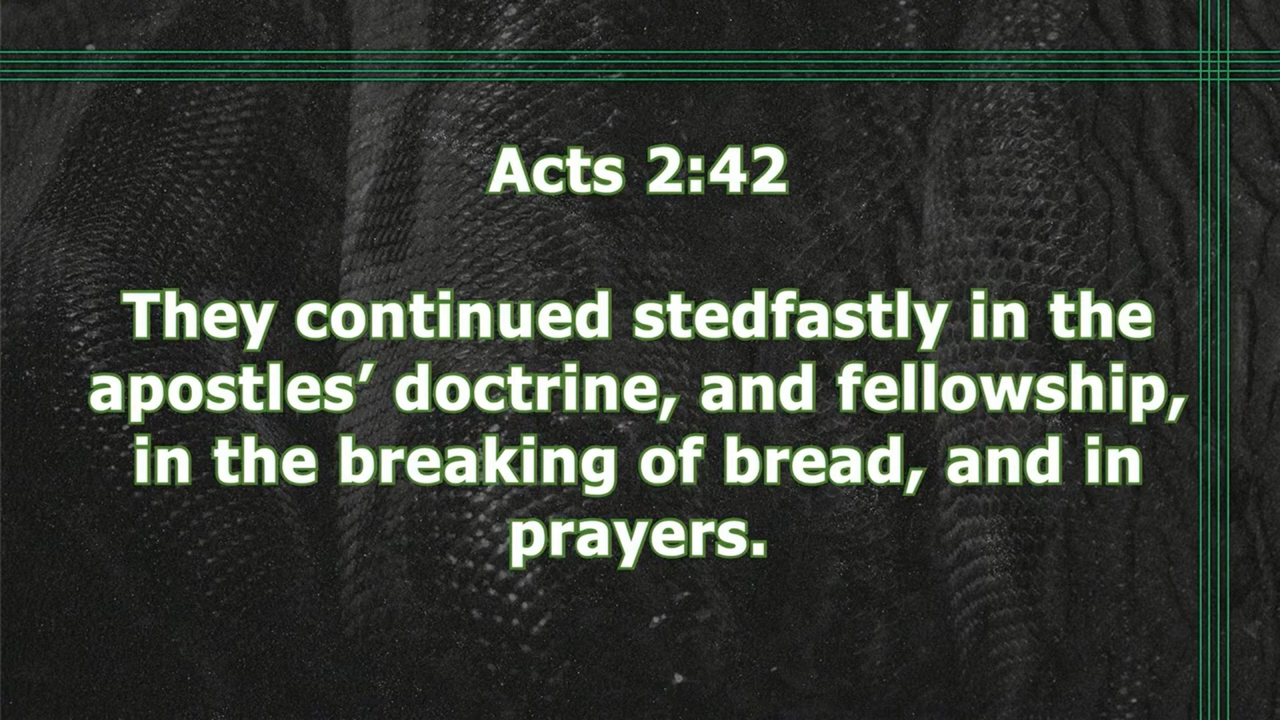 Acts 2:42
They continued stedfastly in the
apostles’ doctrine, and fellowship,
in the breaking of bread, and in
prayers.